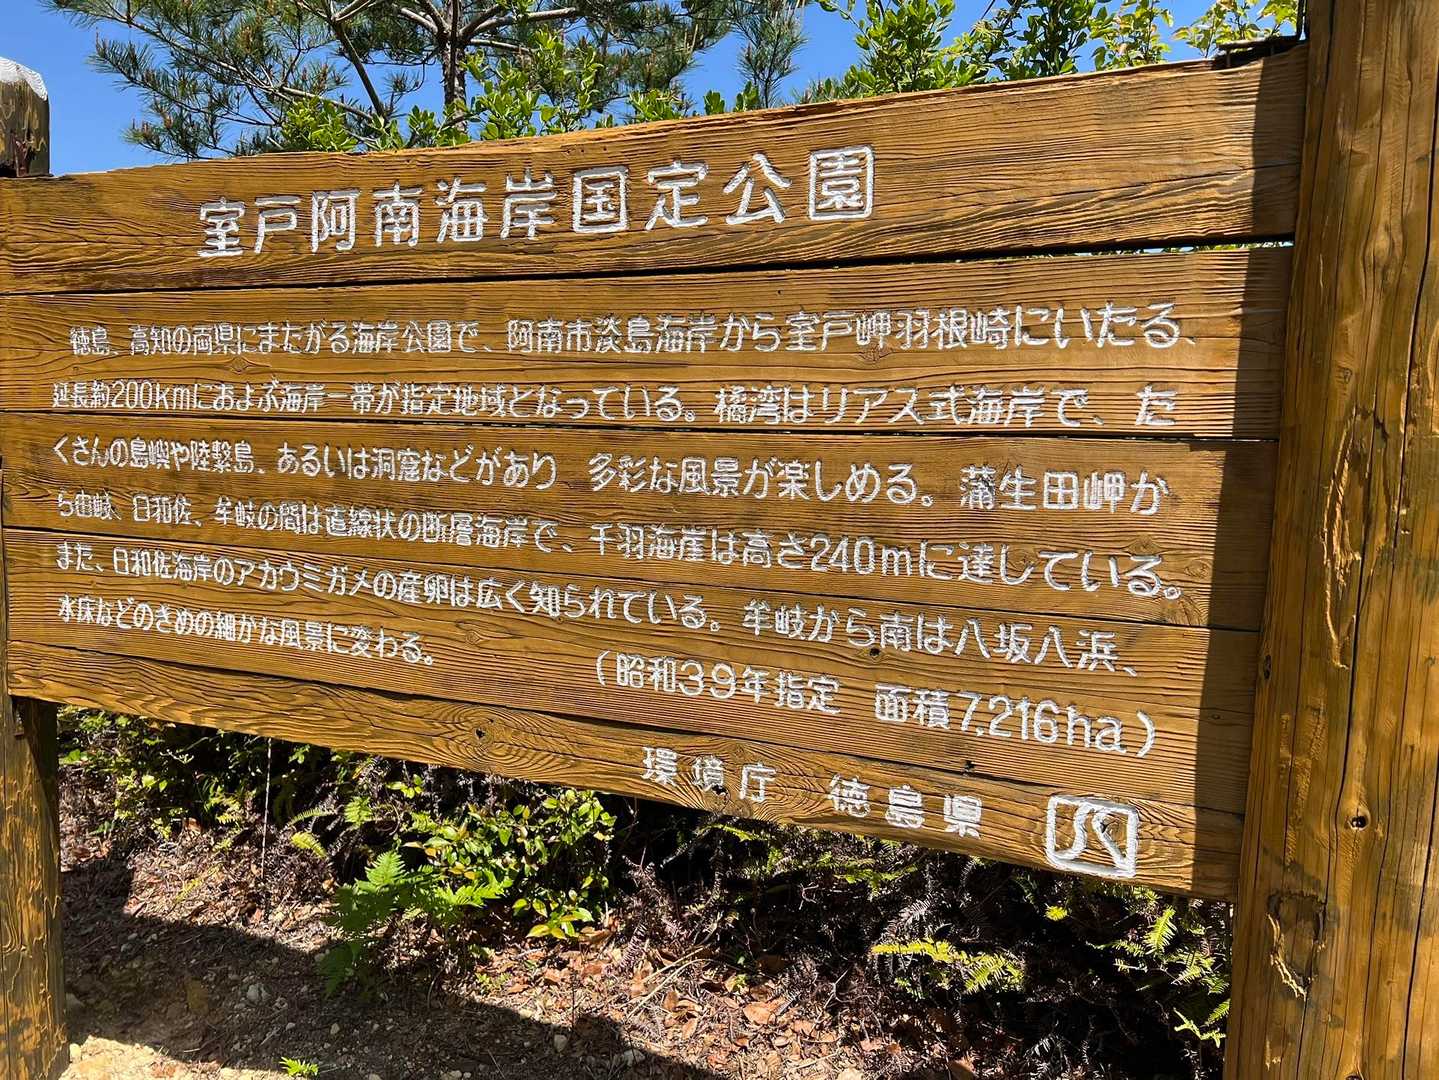 室戸阿南海岸国定公園
徳島、高知の両県にまたがる海岸公園で、阿南市淡島海岸から室戸岬羽根崎にいたる、
延長約200kmにおよぶ海岸一帯が指定地域となっている。橘湾はリアス式海岸で、た
くさんの島嶼や陸繋島、あるいは洞窟などがあり 多彩な風景が楽しめる。蒲生田岬か
ら由岐、日和佐、牟岐の間は直線状の断層海岸で、千羽海崖は高さ240mに達している。
また、日和佐海岸のアカウミガメの産卵は広く知られている。牟岐から南は八坂八浜、
水床などのきめの細かな風景に変わる。
(昭和39年指定 面積7,216ha)
環境庁 徳島県